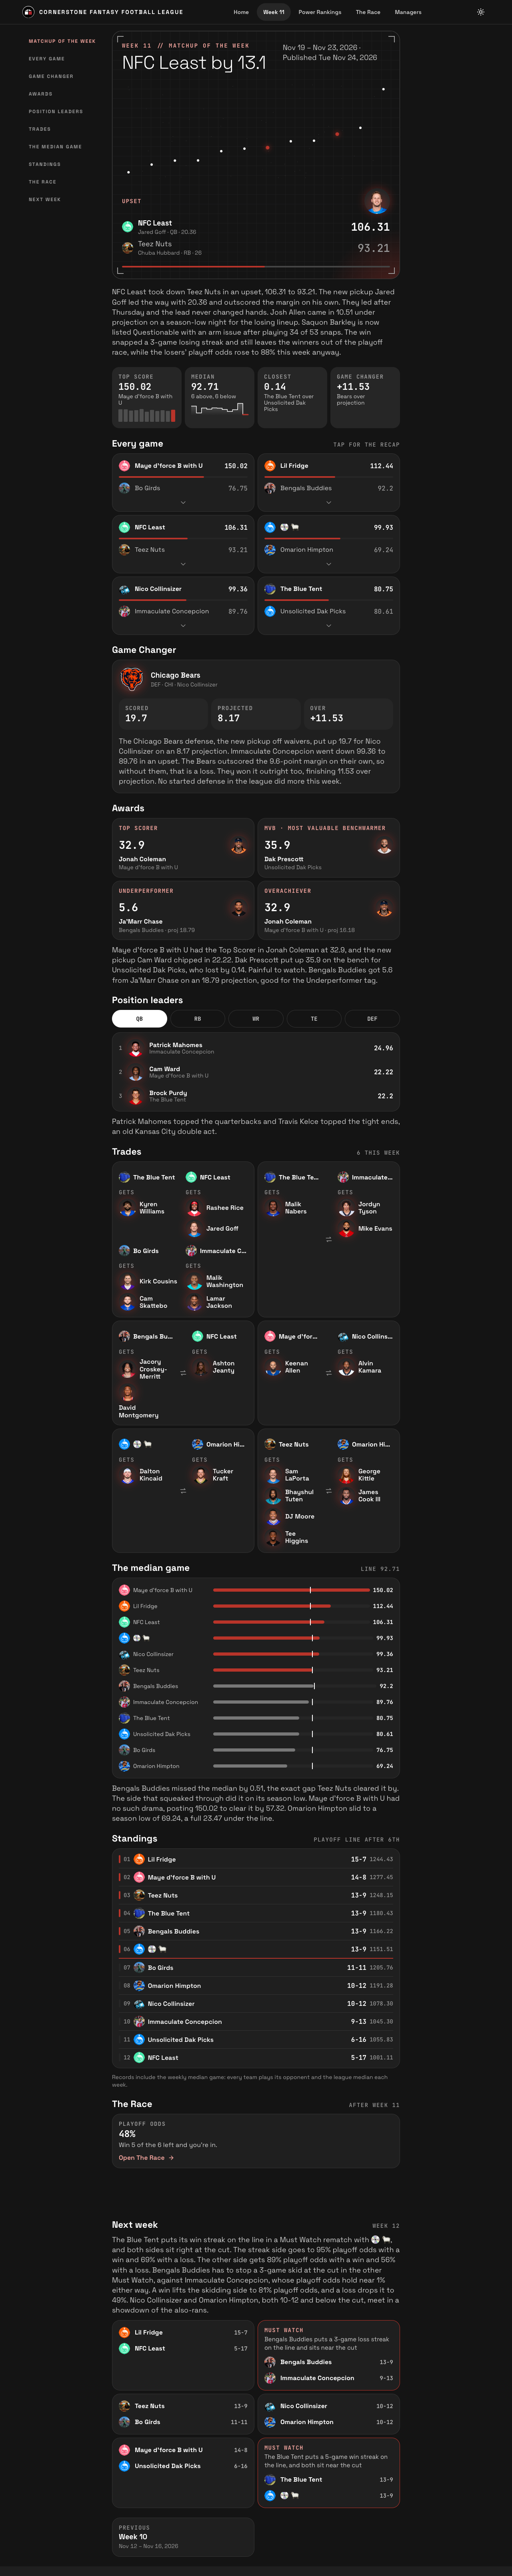 CORNERSTONE FANTASY FOOTBALL LEAGUE
Home
Week 11
Power Rankings
The Race
Managers
MATCHUP OF THE WEEK
EVERY GAME
GAME CHANGER
AWARDS
POSITION LEADERS
TRADES
THE MEDIAN GAME
STANDINGS
THE RACE
NEXT WEEK
WEEK 11 // MATCHUP OF THE WEEK
NFC Least by 13.1
Nov 19 – Nov 23, 2026 ·
Published Tue Nov 24, 2026
UPSET
NFC Least
Jared Goff · QB · 20.36
106.31
Teez Nuts
Chuba Hubbard · RB · 26
93.21
NFC Least took down Teez Nuts in an upset, 106.31 to 93.21. The new pickup Jared
Goff led the way with 20.36 and outscored the margin on his own. They led after
Thursday and the lead never changed hands. Josh Allen came in 10.51 under
projection on a season-low night for the losing lineup. Saquon Barkley is now
listed Questionable with an arm issue after playing 34 of 53 snaps. The win
snapped a 3-game losing streak and still leaves the winners out of the playoff
race, while the losers' playoff odds rose to 88% this week anyway.
TOP SCORE
150.02
Maye d'force B with
U
MEDIAN
92.71
6 above, 6 below
CLOSEST
0.14
The Blue Tent over
Unsolicited Dak
Picks
GAME CHANGER
+11.53
Bears over
projection
Every game
TAP FOR THE RECAP
Maye d'force B with U 150.02
Bo Girds 76.75
Lil Fridge 112.44
Bengals Buddies 92.2
NFC Least 106.31
Teez Nuts 93.21
99.93
Omarion Himpton 69.24
Nico Collinsizer 99.36
Immaculate Concepcion 89.76
The Blue Tent 80.75
Unsolicited Dak Picks 80.61
Game Changer
Chicago Bears
DEF · CHI · Nico Collinsizer
SCORED
19.7
PROJECTED
8.17
OVER
+11.53
The Chicago Bears defense, the new pickup off waivers, put up 19.7 for Nico
Collinsizer on an 8.17 projection. Immaculate Concepcion went down 99.36 to
89.76 in an upset. The Bears outscored the 9.6-point margin on their own, so
without them, that is a loss. They won it outright too, finishing 11.53 over
projection. No started defense in the league did more this week.
Awards
TOP SCORER
32.9
Jonah Coleman
Maye d'force B with U
MVB · MOST VALUABLE BENCHWARMER
35.9
Dak Prescott
Unsolicited Dak Picks
UNDERPERFORMER
5.6
Ja'Marr Chase
Bengals Buddies · proj 18.79
OVERACHIEVER
32.9
Jonah Coleman
Maye d'force B with U · proj 16.18
Maye d'force B with U had the Top Scorer in Jonah Coleman at 32.9, and the new
pickup Cam Ward chipped in 22.22. Dak Prescott put up 35.9 on the bench for
Unsolicited Dak Picks, who lost by 0.14. Painful to watch. Bengals Buddies got 5.6
from Ja'Marr Chase on an 18.79 projection, good for the Underperformer tag.
Position leaders
QB
RB
WR
TE
DEF
1 Patrick Mahomes 24.96
Immaculate Concepcion
2 Cam Ward 22.22
Maye d'force B with U
3 Brock Purdy 22.2
The Blue Tent
Patrick Mahomes topped the quarterbacks and Travis Kelce topped the tight ends,
an old Kansas City double act.
Trades
6 THIS WEEK
The Blue Tent
GETS
Kyren
Williams
NFC Least
GETS
Rashee Rice
Jared Goff
Bo Girds
GETS
Kirk Cousins
Cam
Skattebo
Immaculate C...
GETS
Malik
Washington
Lamar
Jackson
The Blue Te...
GETS
Malik
Nabers
Immaculate...
GETS
Jordyn
Tyson
Mike Evans
Bengals Bu...
GETS
Jacory
Croskey-
Merritt
David
Montgomery
NFC Least
GETS
Ashton
Jeanty
Maye d'for...
GETS
Keenan
Allen
Nico Collins...
GETS
Alvin
Kamara
GETS
Dalton
Kincaid
Omarion Hi...
GETS
Tucker
Kraft
Teez Nuts
GETS
Sam
LaPorta
Bhayshul
Tuten
DJ Moore
Tee
Higgins
Omarion Hi...
GETS
George
Kittle
James
Cook III
The median game
LINE 92.71
Maye d'force B with U 150.02
Lil Fridge 112.44
NFC Least 106.31
99.93
Nico Collinsizer 99.36
Teez Nuts 93.21
Bengals Buddies 92.2
Immaculate Concepcion 89.76
The Blue Tent 80.75
Unsolicited Dak Picks 80.61
Bo Girds 76.75
Omarion Himpton 69.24
Bengals Buddies missed the median by 0.51, the exact gap Teez Nuts cleared it by.
The side that squeaked through did it on its season low. Maye d'force B with U had
no such drama, putting 150.02 to clear it by 57.32. Omarion Himpton slid to a
season low of 69.24, a full 23.47 under the line.
Standings
PLAYOFF LINE AFTER 6TH
01 Lil Fridge 15-7 1244.43
02 Maye d'force B with U 14-8 1277.45
03 Teez Nuts 13-9 1248.15
04 The Blue Tent 13-9 1180.43
05 Bengals Buddies 13-9 1166.22
06 13-9 1151.51
07 Bo Girds 11-11 1205.76
08 Omarion Himpton 10-12 1191.28
09 Nico Collinsizer 10-12 1078.30
10 Immaculate Concepcion 9-13 1045.30
11 Unsolicited Dak Picks 6-16 1055.83
12 NFC Least 5-17 1001.11
Records include the weekly median game: every team plays its opponent and the league median each
week.
The Race
AFTER WEEK 11
PLAYOFF ODDS
48%
Win 5 of the 6 left and you're in.
Open The Race →
Next week
WEEK 12
The Blue Tent puts its win streak on the line in a Must Watch rematch with
and both sides sit right at the cut. The streak side goes to 95% playoff odds with a
win and 69% with a loss. The other side gets 89% playoff odds with a win and 56%
with a loss. Bengals Buddies has to stop a 3-game skid at the cut in the other
Must Watch, against Immaculate Concepcion, whose playoff odds hold near 1%
either way. A win lifts the skidding side to 81% playoff odds, and a loss drops it to
49%. Nico Collinsizer and Omarion Himpton, both 10-12 and below the cut, meet in a
showdown of the also-rans.
Lil Fridge 15-7
NFC Least 5-17
MUST WATCH
Bengals Buddies puts a 3-game loss streak
on the line and sits near the cut
Bengals Buddies 13-9
Immaculate Concepcion 9-13
Teez Nuts 13-9
Bo Girds 11-11
Nico Collinsizer 10-12
Omarion Himpton 10-12
Maye d'force B with U 14-8
Unsolicited Dak Picks 6-16
MUST WATCH
The Blue Tent puts a 5-game win streak on
the line, and both sit near the cut
The Blue Tent 13-9
13-9
PREVIOUS
Week 10
Nov 12 – Nov 16, 2026